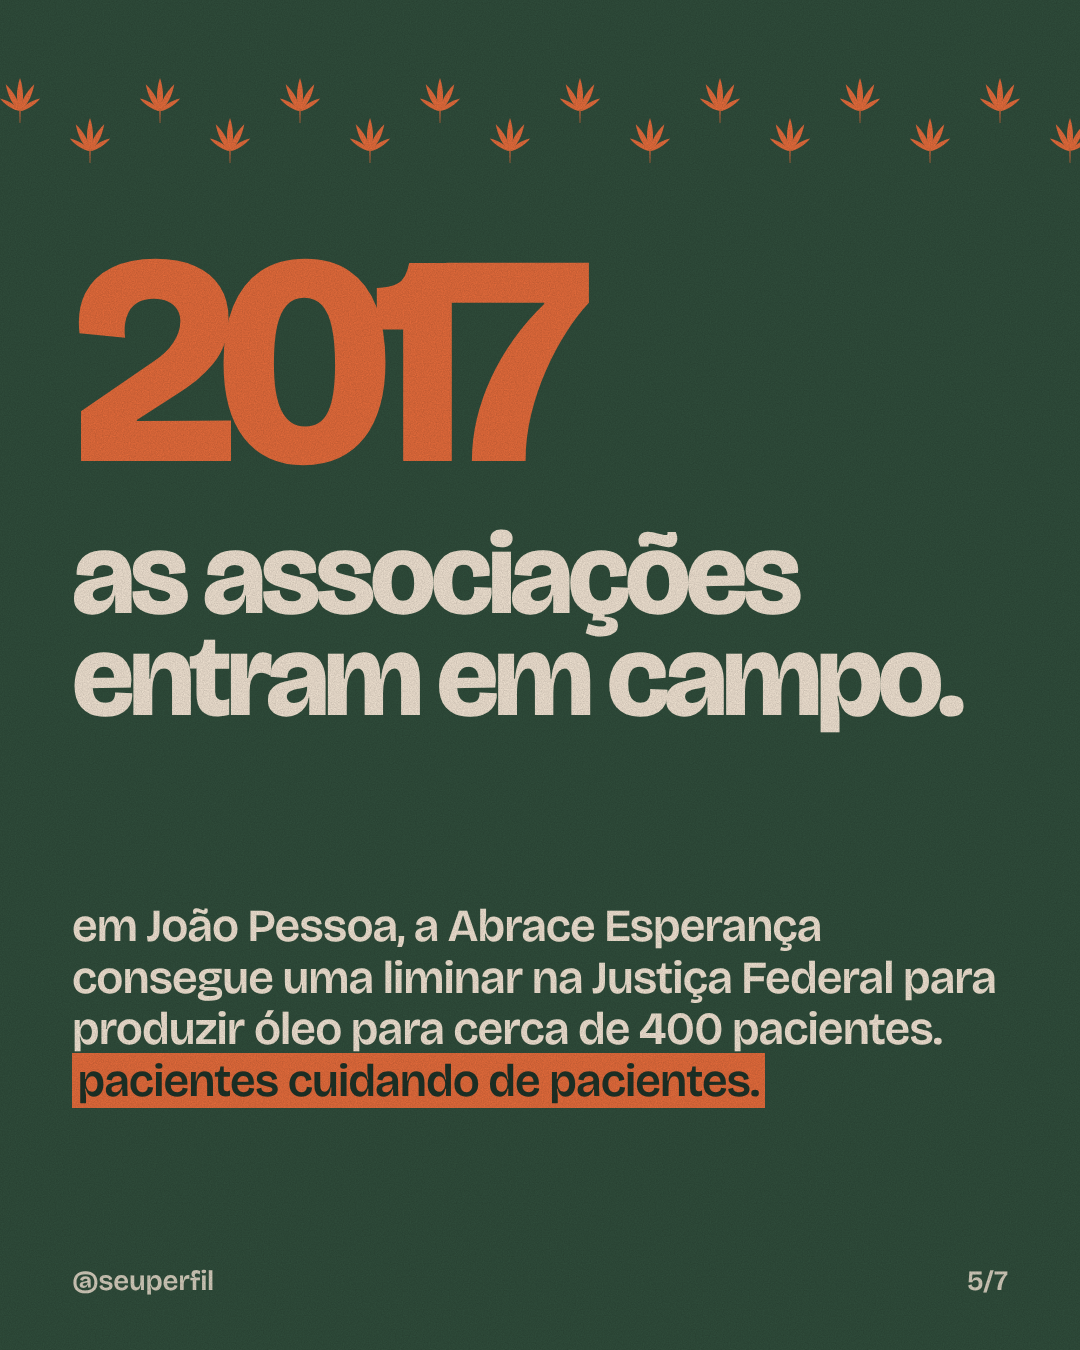 2017
as associações
entram em campo.
em João Pessoa, a Abrace Esperança
consegue uma liminar na Justiça Federal para
produzir óleo para cerca de 400 pacientes.
pacientes cuidando de pacientes.
@seuperfil
5/7